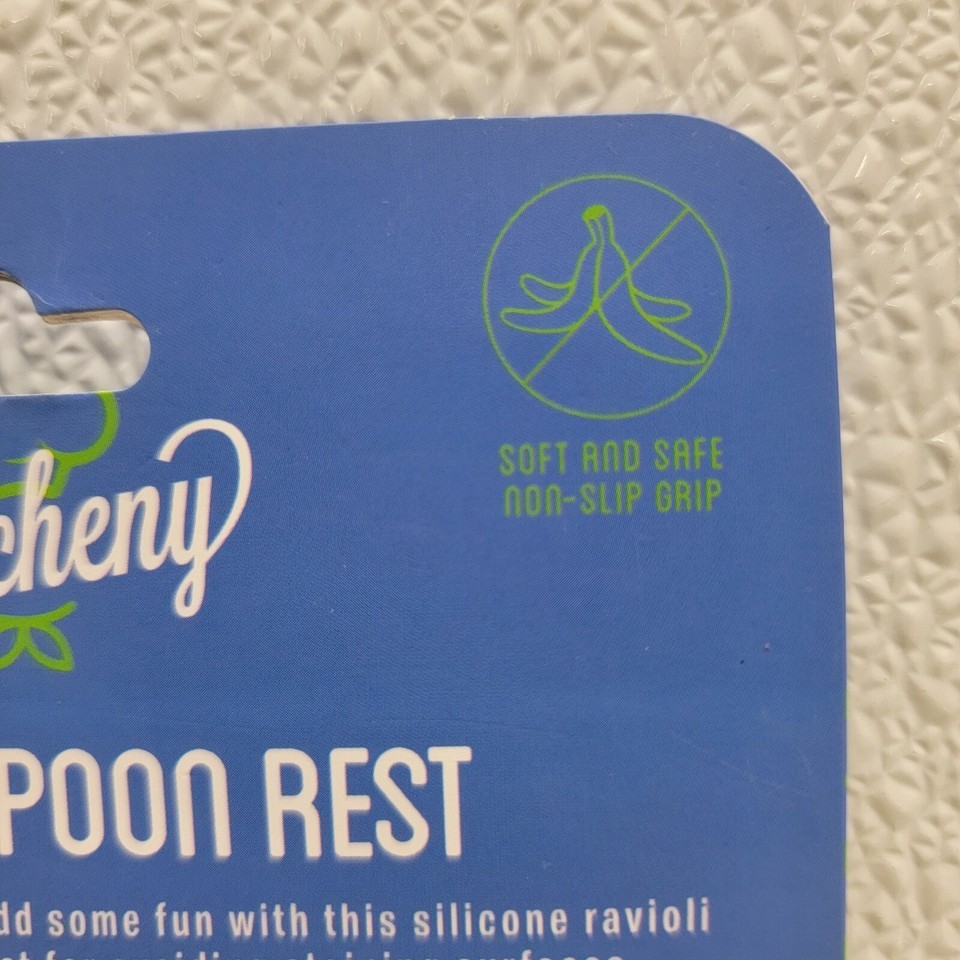 SOFT AND SAFE
NON-SLIP GRIP
cheny
POON REST
dd some fun with this silicone ravioli